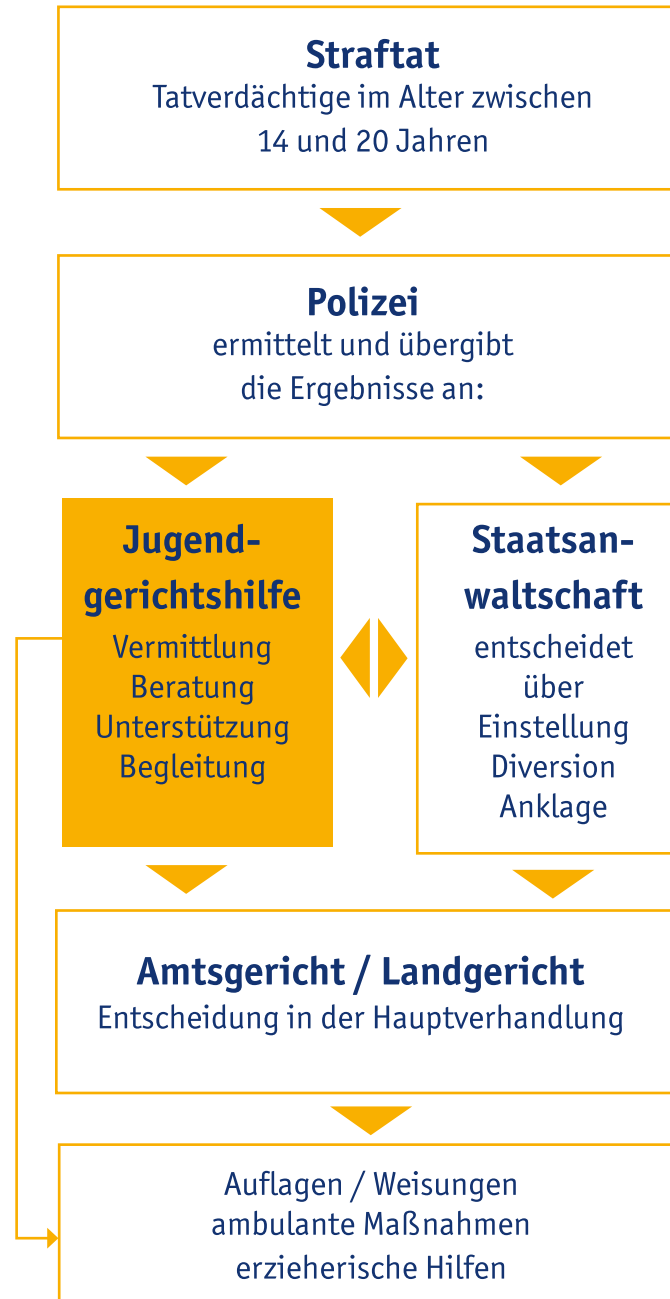 Straftat
Tatverdächtige im Alter zwischen
14 und 20 Jahren
Polizei
ermittelt und übergibt
die Ergebnisse an:
Jugend-
gerichtshilfe
Vermittlung
Beratung
Unterstützung
Begleitung
Staatsan-
waltschaft
entscheidet
über
Einstellung
Diversion
Anklage
Amtsgericht / Landgericht
Entscheidung in der Hauptverhandlung
Auflagen / Weisungen
ambulante Maßnahmen
erzieherische Hilfen